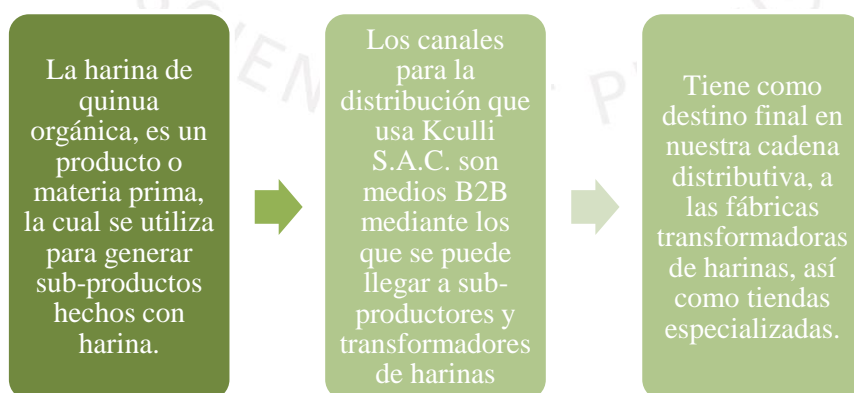 La harina de
quinua
orgánica, es un
producto o
materia prima,
la cual se utiliza
para generar
sub-productos
hechos con
harina.
Los canales
para la
distribución que
usa Kculli
S.A.C. son
medios B2B
mediante los
que se puede
llegar a sub-
productores y
transformadores
de harinas
Tiene como
destino final en
nuestra cadena
distributiva, a
las fábricas
transformadoras
de harinas, así
como tiendas
especializadas.